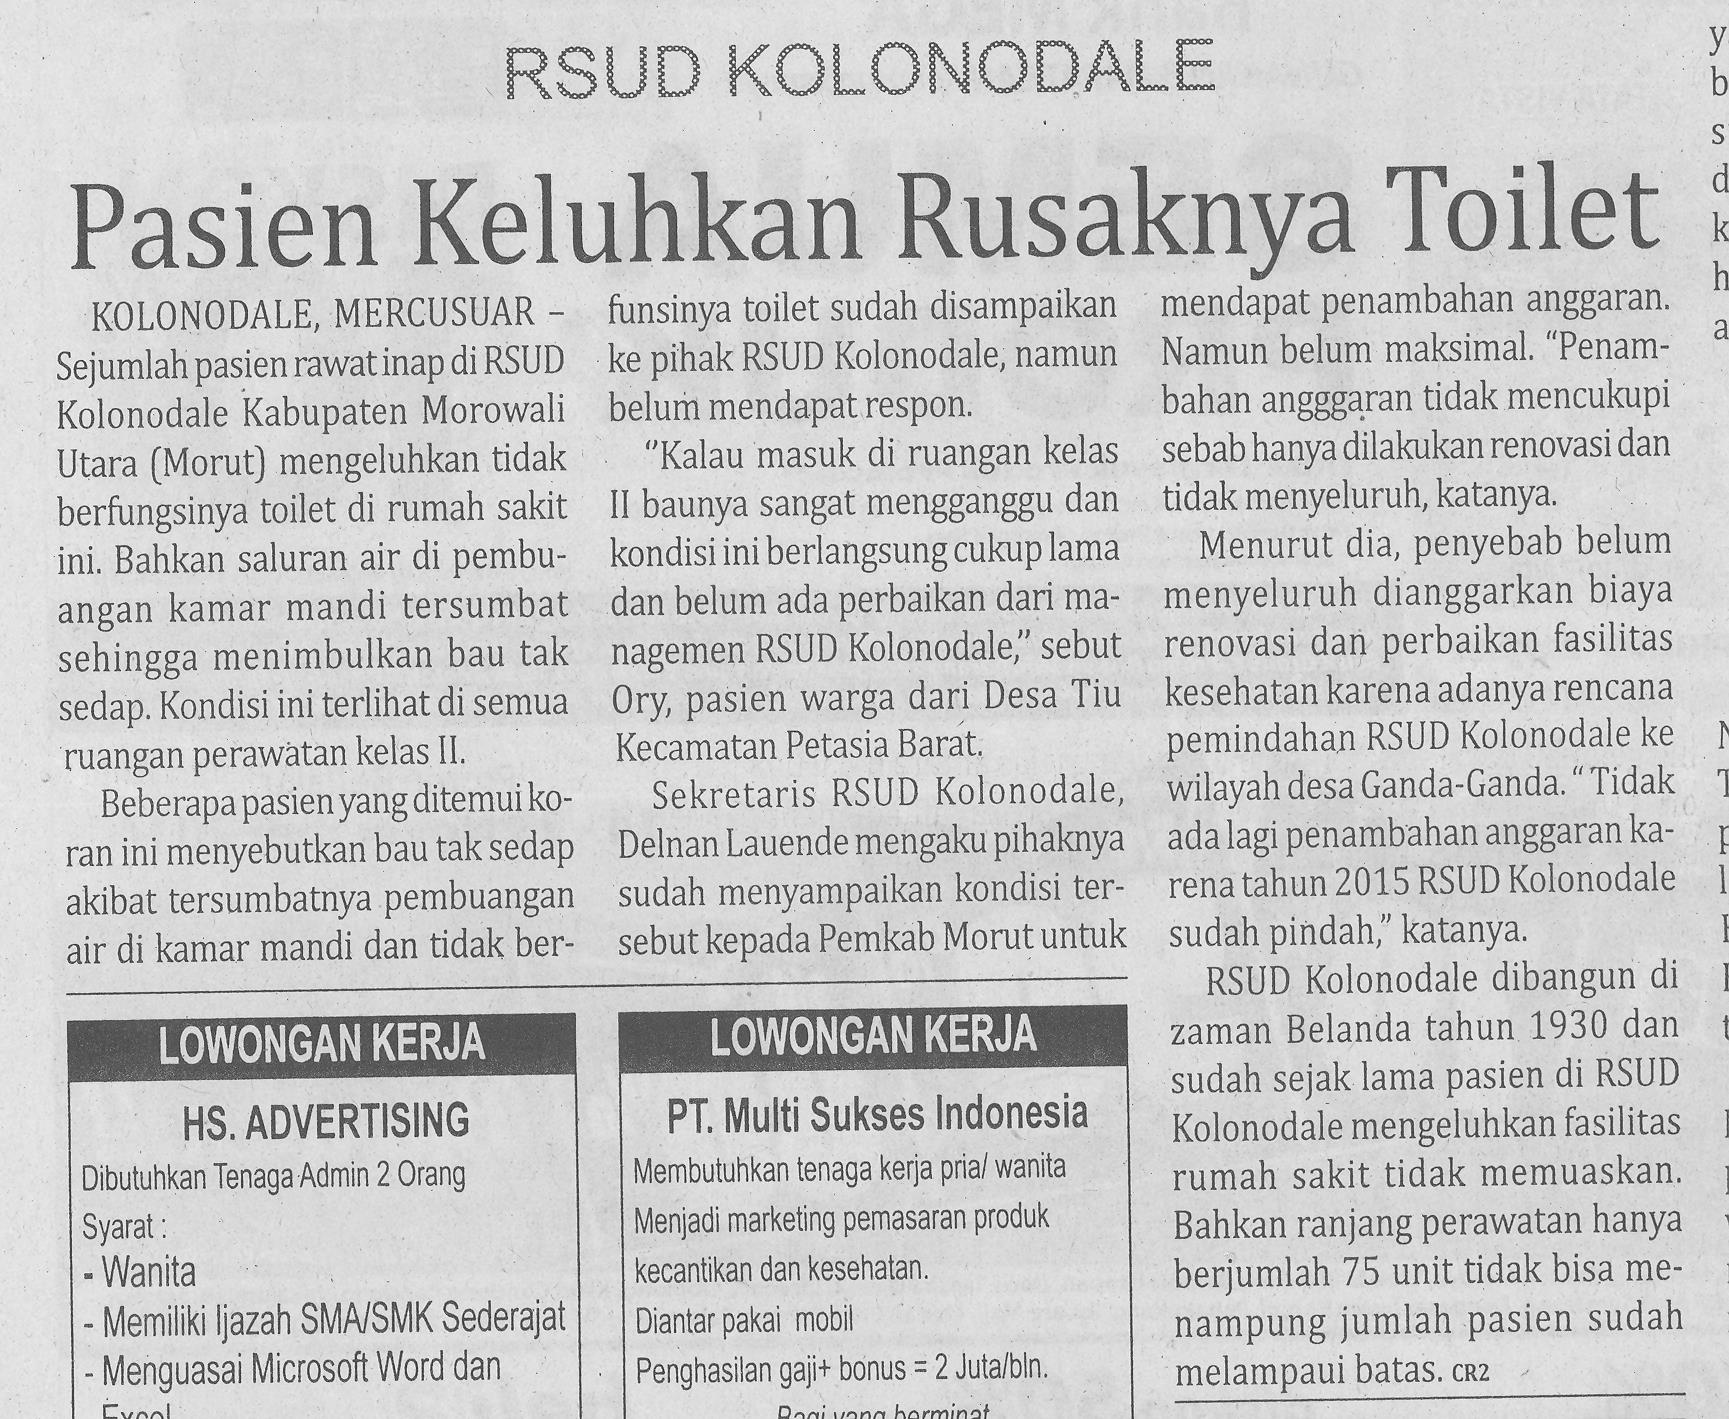 RSUD KOLONODALE
Pasien Keluhkan Rusaknya Toilet
KOLONODALE, MERCUSUAR –
Sejumlah pasien rawat inap di RSUD
Kolonodale Kabupaten Morowali
Utara (Morut) mengeluhkan tidak
berfungsinya toilet di rumah sakit
ini. Bahkan saluran air di pembu-
angan kamar mandi tersumbat
sehingga menimbulkan bau tak
sedap. Kondisi ini terlihat di semua
ruangan perawatan kelas II.
Beberapa pasien yang ditemui ko-
ran ini menyebutkan bau tak sedap
akibat tersumbatnya pembuangan
air di kamar mandi dan tidak ber-
funsinya toilet sudah disampaikan
ke pihak RSUD Kolonodale, namun
belum mendapat respon.
“Kalau masuk di ruangan kelas
II baunya sangat mengganggu dan
kondisi ini berlangsung cukup lama
dan belum ada perbaikan dari ma-
nagemen RSUD Kolonodale,” sebut
Ory, pasien warga dari Desa Tiu
Kecamatan Petasia Barat.
Sekretaris RSUD Kolonodale,
Delnan Lauende mengaku pihaknya
sudah menyampaikan kondisi ter-
sebut kepada Pemkab Morut untuk
mendapat penambahan anggaran.
Namun belum maksimal. “Penam-
bahan angggaran tidak mencukupi
sebab hanya dilakukan renovasi dan
tidak menyeluruh, katanya.
Menurut dia, penyebab belum
menyeluruh dianggarkan biaya
renovasi dan perbaikan fasilitas
kesehatan karena adanya rencana
pemindahan RSUD Kolonodale ke
wilayah desa Ganda-Ganda. “ Tidak
ada lagi penambahan anggaran ka-
rena tahun 2015 RSUD Kolonodale
sudah pindah,” katanya.
RSUD Kolonodale dibangun di
zaman Belanda tahun 1930 dan
sudah sejak lama pasien di RSUD
Kolonodale mengeluhkan fasilitas
rumah sakit tidak memuaskan.
Bahkan ranjang perawatan hanya
berjumlah 75 unit tidak bisa me-
nampung jumlah pasien sudah
melampaui batas. CR2
LOWONGAN KERJA
HS. ADVERTISING
Dibutuhkan Tenaga Admin 2 Orang
Syarat :
- Wanita
- Memiliki Ijazah SMA/SMK Sederajat
- Menguasai Microsoft Word dan
Excel
LOWONGAN KERJA
PT. Multi Sukses Indonesia
Membutuhkan tenaga kerja pria/ wanita
Menjadi marketing pemasaran produk
kecantikan dan kesehatan.
Diantar pakai mobil
Penghasilan gaji+ bonus = 2 Juta/bln.
Bagi yang berminat